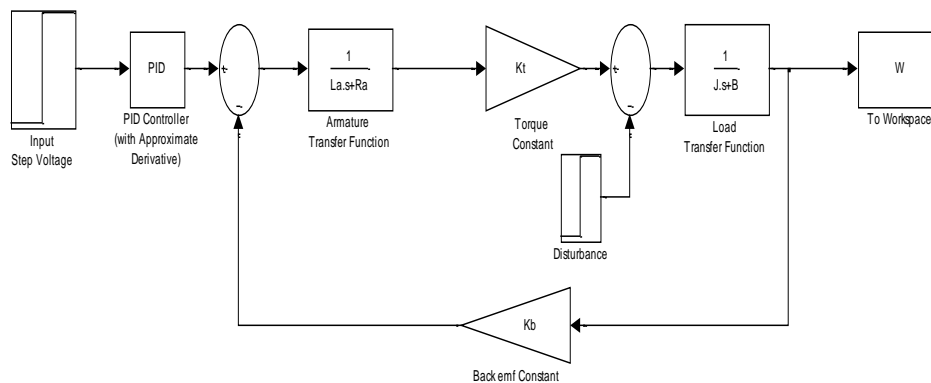 PID
1
La.s+Ra
Kt
1
J.s+B
W
Input
Step Voltage
PID Controller
(with Approximate
Derivative)
Armature
Transfer Function
Torque
Constant
Load
Transfer Function
To Workspace
Disturbance
Kb
Back emf Constant